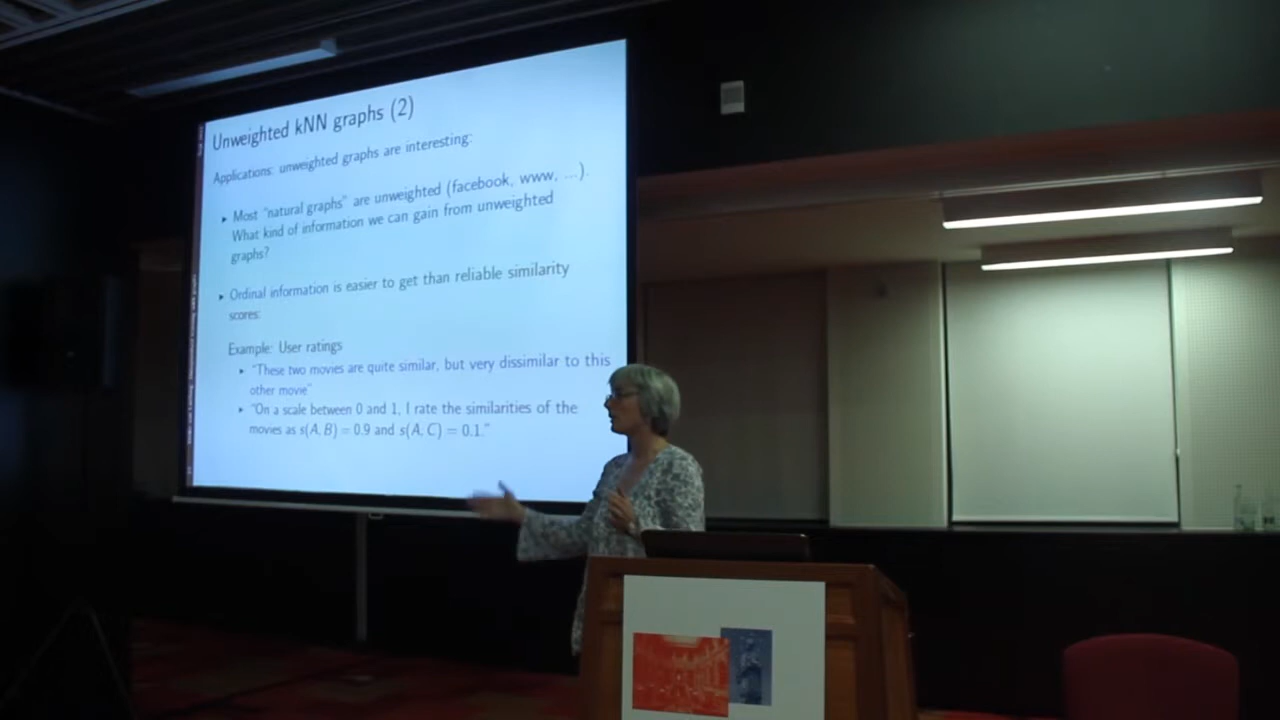 Unweighted kNN graphs (2)
Applications: unweighted graphs are interesting:
▸ Most “natural graphs” are unweighted (facebook, www, ...).
What kind of information we can gain from unweighted
graphs?
▸ Ordinal information is easier to get than reliable similarity
scores:
Example: User ratings
▸ “These two movies are quite similar, but very dissimilar to this
other movie”
▸ “On a scale between 0 and 1, I rate the similarities of the
movies as s(A, B) = 0.9 and s(A, C) = 0.1.”